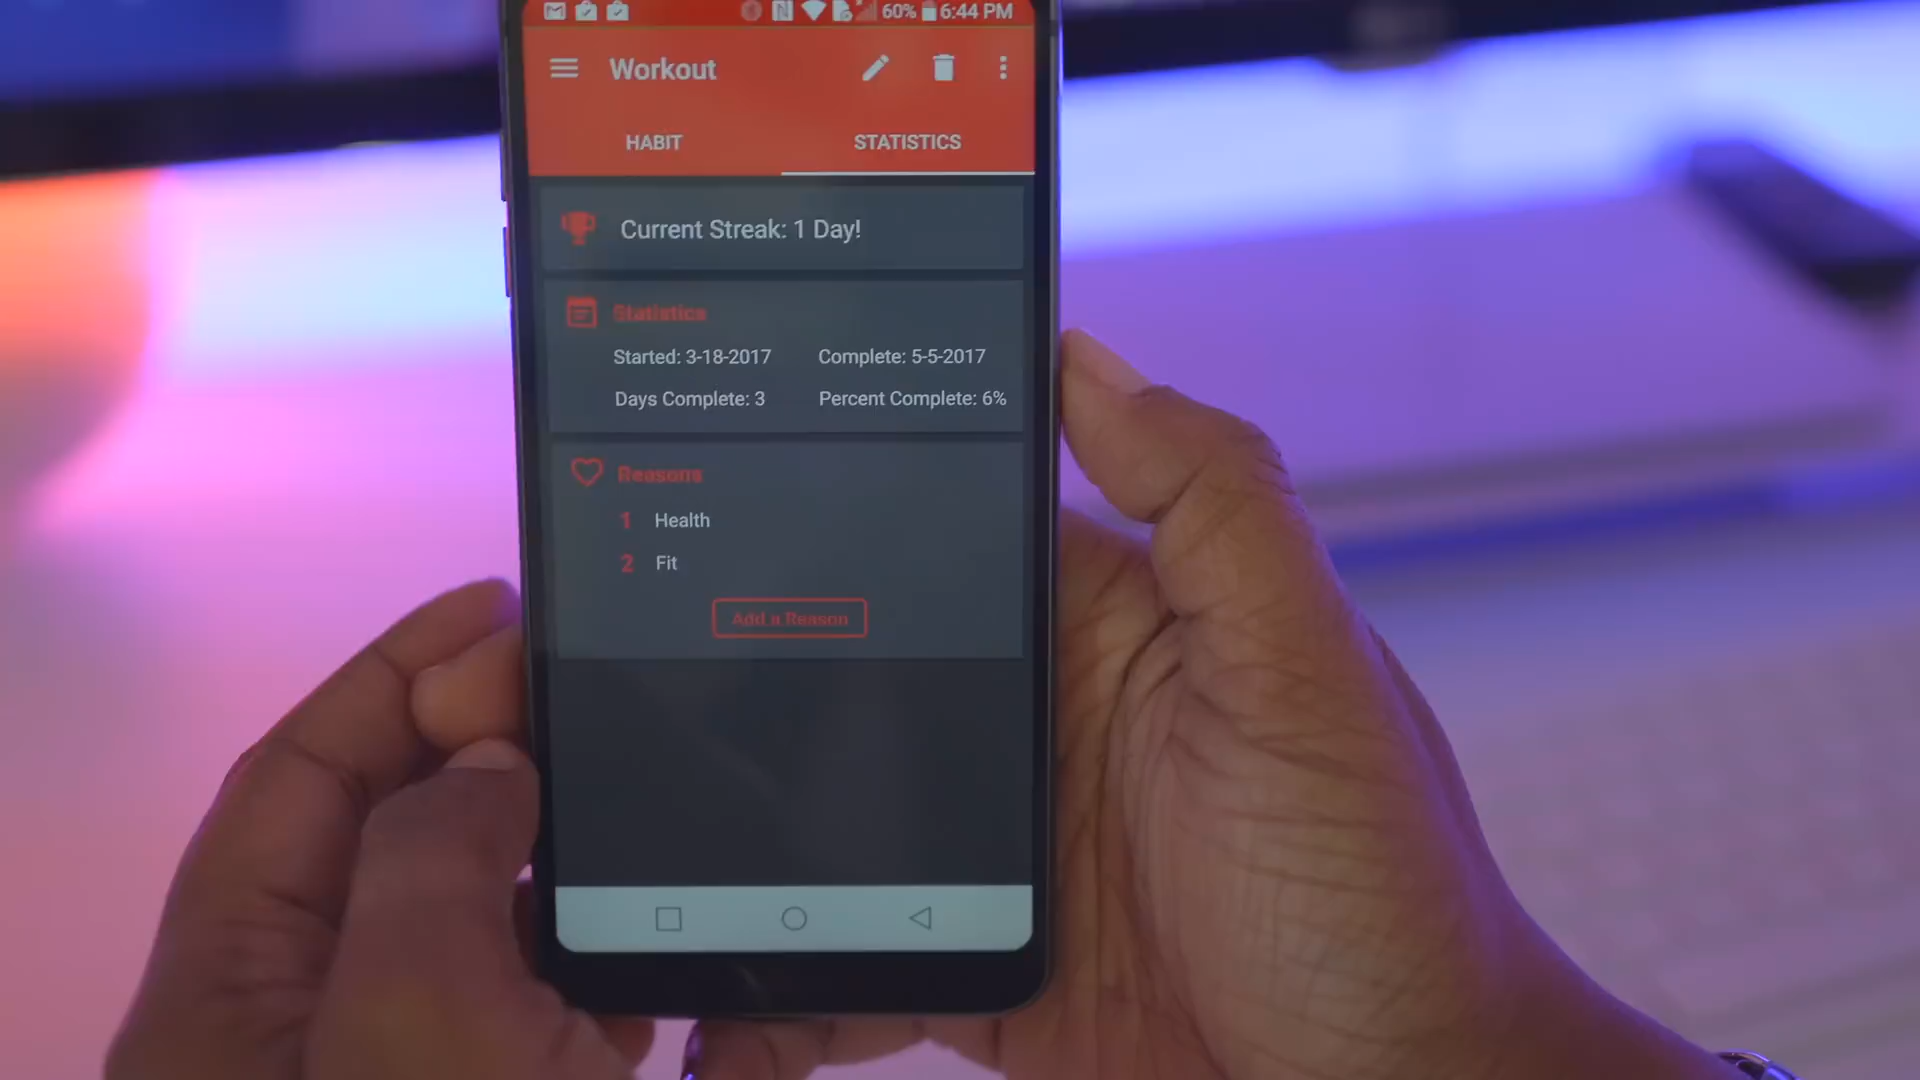 60% 6:44 PM
Workout
HABIT STATISTICS
Current Streak: 1 Day!
Statistics
Started: 3-18-2017 Complete: 5-5-2017
Days Complete: 3 Percent Complete: 6%
Reasons
1 Health
2 Fit
Add a Reason